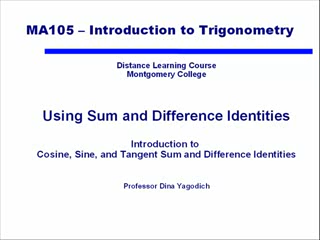 MA105 – Introduction to Trigonometry
Distance Learning Course
Montgomery College
Using Sum and Difference Identities
Introduction to
Cosine, Sine, and Tangent Sum and Difference Identities
Professor Dina Yagodich